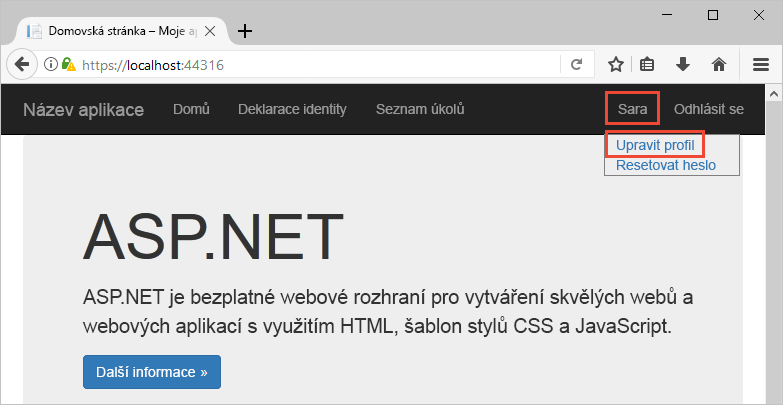 Domovská stránka – Moje ap
https://localhost:44316
Název aplikace Domů Deklarace identity Seznam úkolů Sara Odhlásit se
Upravit profil
Resetovat heslo
ASP.NET
ASP.NET je bezplatné webové rozhraní pro vytváření skvělých webů a
webových aplikací s využitím HTML, šablon stylů CSS a JavaScript.
Další informace »